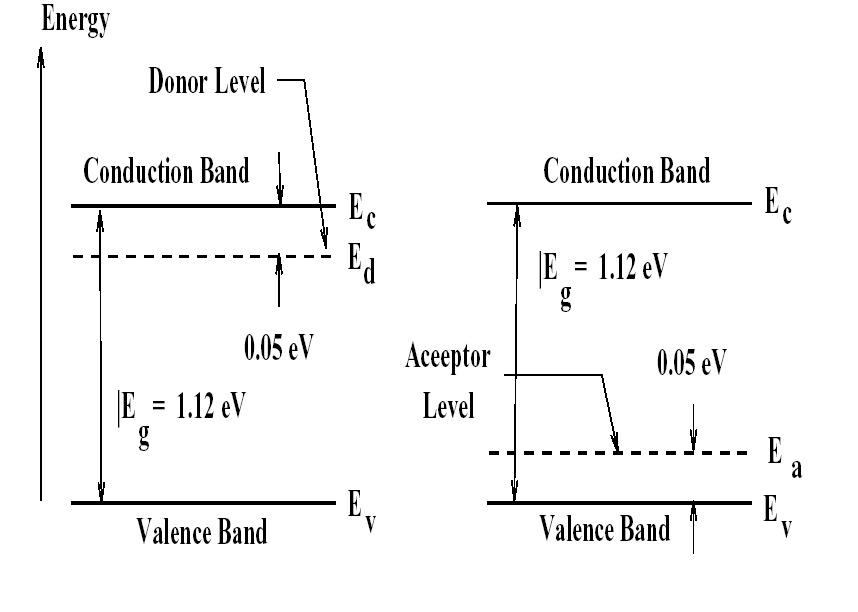 Energy
Donor Level
Conduction Band
E c
E d
0.05 eV
|E g = 1.12 eV
E v
Valence Band
Conduction Band
E c
|E g = 1.12 eV
Aceeptor
Level
0.05 eV
E a
E v
Valence Band